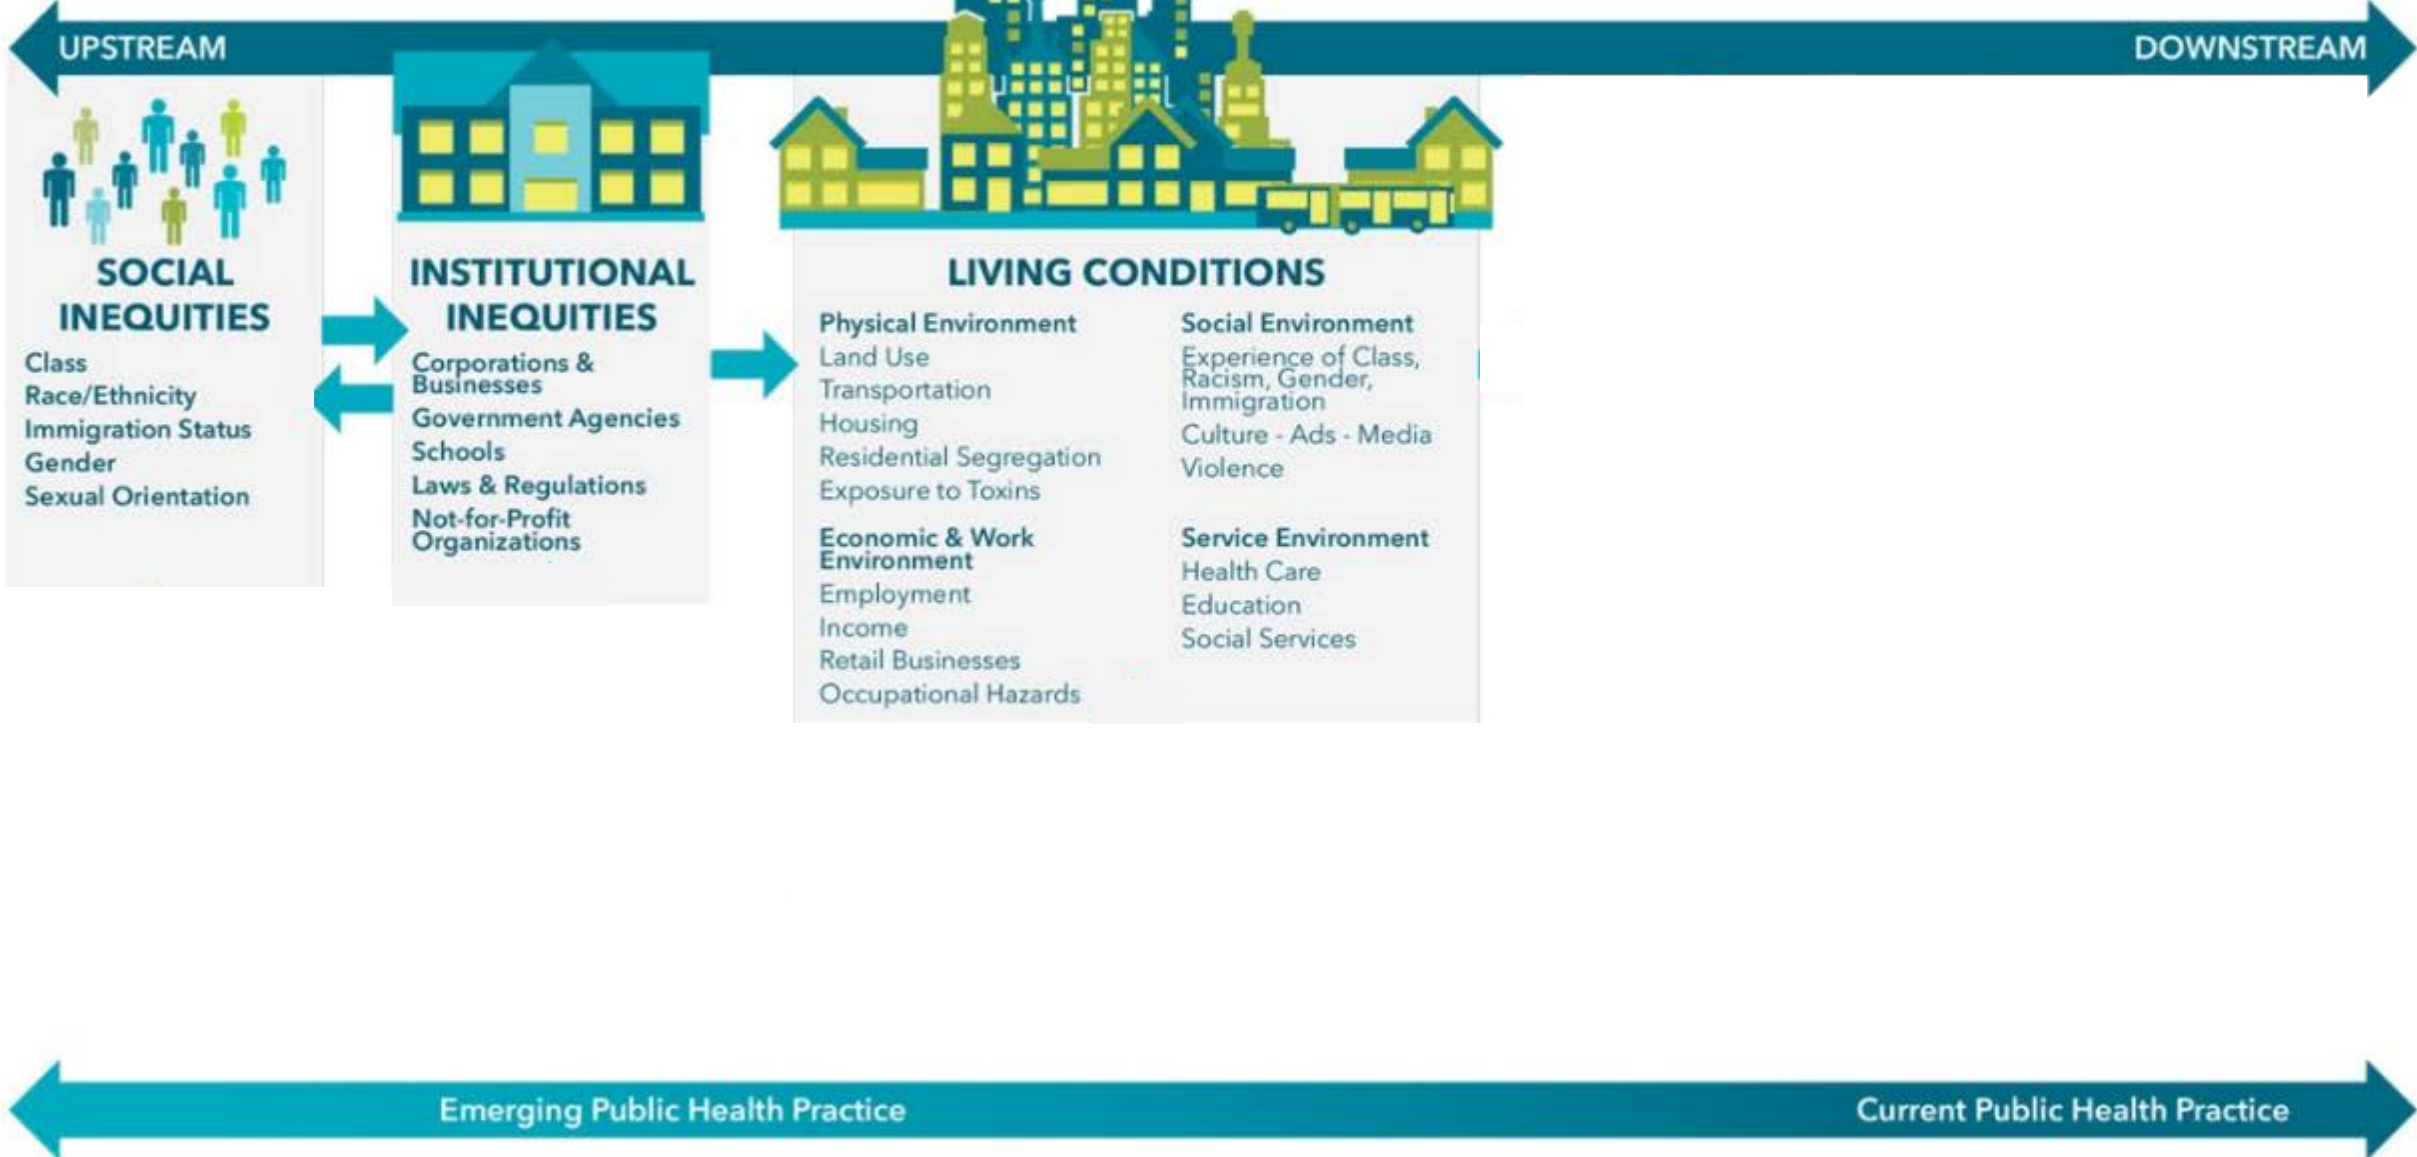 UPSTREAM
DOWNSTREAM
SOCIAL
INEQUITIES
Class
Race/Ethnicity
Immigration Status
Gender
Sexual Orientation
INSTITUTIONAL
INEQUITIES
Corporations &
Businesses
Government Agencies
Schools
Laws & Regulations
Not-for-Profit
Organizations
LIVING CONDITIONS
Physical Environment
Land Use
Transportation
Housing
Residential Segregation
Exposure to Toxins
Economic & Work
Environment
Employment
Income
Retail Businesses
Occupational Hazards
Social Environment
Experience of Class,
Racism, Gender,
Immigration
Culture - Ads - Media
Violence
Service Environment
Health Care
Education
Social Services
Emerging Public Health Practice
Current Public Health Practice